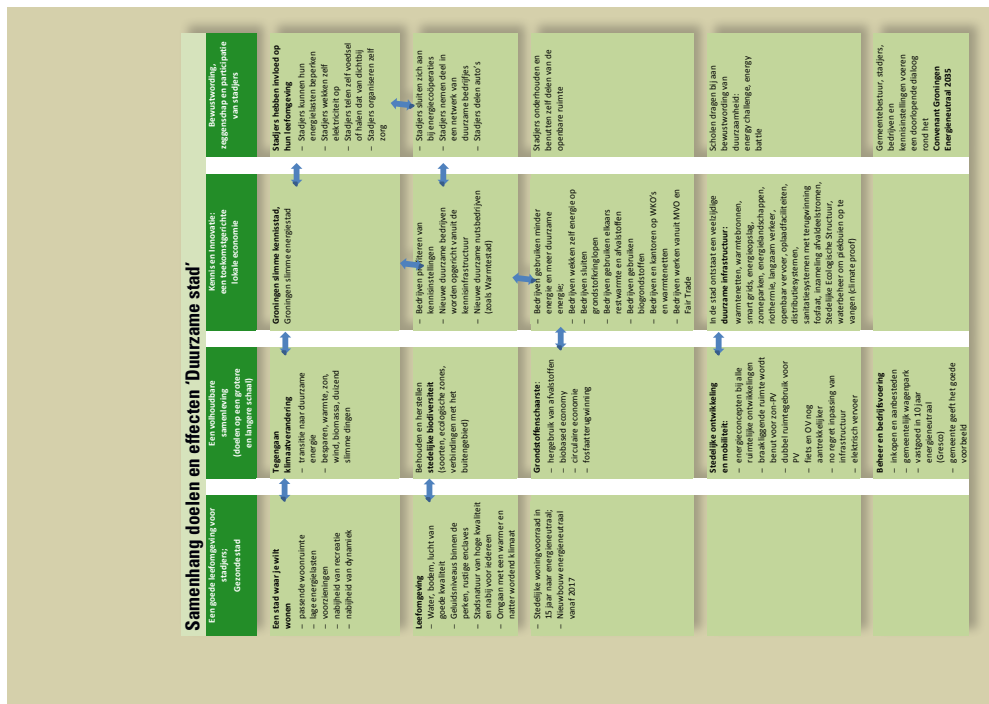 Samenhang doelen en effecten ‘Duurzame stad’
Een goede leefomgeving voor
stadjers;
Gezonde stad
Een volhoudbare
samenleving
(doelen op een grotere
en langere schaal)
Kennis en innovatie:
een toekomstgerichte
lokale economie
Bewustwording,
zeggenschap en participatie
van stadjers
Een stad waar je wilt
wonen
– passende woonruimte
– lage energielasten
– voorzieningen
– nabijheid van recreatie
– nabijheid van dynamiek
Tegengaan
klimaatverandering
– transitie naar duurzame
energie
– besparen, warmte, zon,
wind, biomassa, duizend
slimme dingen
Groningen slimme kennisstad,
Groningen slimme energiestad
Stadjers hebben invloed op
hun leefomgeving
– Stadjers kunnen hun
energielasten beperken
– Stadjers wekken zelf
elektriciteit op
– Stadjers telen zelf voedsel
of halen dat van dichtbij
– Stadjers organiseren zelf
zorg
Leefomgeving
– Water, bodem, lucht van
goede kwaliteit
– Geluidsniveaus binnen de
perken, rustige enclaves
– Stadsnatuur van hoge kwaliteit
en nabij voor iedereen
– Omgaan met een warmer en
natter wordend klimaat
Behouden en herstellen
stedelijke biodiversiteit
(soorten, ecologische zones,
verbindingen met het
buitengebied)
– Bedrijven profiteren van
kennisinstellingen
– Nieuwe duurzame bedrijven
worden opgericht vanuit de
kennisinfrastructuur
– Nieuwe duurzame nutsbedrijven
(zoals Warmtestad)
– Stadjers sluiten zich aan
bij energiecoöperaties
– Stadjers nemen deel in
een netwerk van
duurzame bedrijfjes
– Stadjers delen auto’s
– Stedelijke woningvoorraad in
15 jaar naar energieneutraal;
– Nieuwbouw energieneutraal
vanaf 2017
Grondstoffenschaarste:
– hergebruik van afvalstoffen
– biobased economy
– circulaire economie
– fosfaatterugwinning
– Bedrijven gebruiken minder
energie en meer duurzame
energie;
– Bedrijven wekken zelf energie op
– Bedrijven sluiten
grondstofkringlopen
– Bedrijven gebruiken elkaars
restwarmte en afvalstoffen
– Bedrijven gebruiken
biogrondstoffen
– Bedrijven en kantoren op WKO’s
en warmtenetten
– Bedrijven werken vanuit MVO en
Fair Trade
Stadjers onderhouden en
benutten zelf delen van de
openbare ruimte
Stedelijke ontwikkeling
en mobiliteit:
– energieconcepten bij alle
ruimtelijke ontwikkelingen
– braakliggende ruimte wordt
benut voor zon-PV
– dubbel ruimtegebruik voor
PV
– fiets en OV nog
aantrekkelijker
– no regret inpassing van
infrastructuur
– elektrisch vervoer
In de stad ontstaat een veelzijdige
duurzame infrastructuur:
warmtenetten, warmtebronnen,
smart grids, energieopslag,
zonneparken, energielandschappen,
riothermie, langzaam verkeer,
openbaar vervoer, oplaadfaciliteiten,
distributiesystemen,
sanitatiesystemen met terugwinning
fosfaat, inzameling afvaldeelstromen,
Stedelijke Ecologische Structuur,
waterbeheer om piekbuien op te
vangen (climate proof)
Scholen dragen bij aan
bewustwording van
duurzaamheid:
energy challenge, energy
battle
Beheer en bedrijfsvoering
– inkopen en aanbesteden
– gemeentelijk wagenpark
– vastgoed in 10 jaar
energieneutraal
(Gresco)
– gemeente geeft het goede
voorbeeld
Gemeentebestuur, stadjers,
bedrijven en
kennisinstellingen voeren
een doorlopende dialoog
rond het
Convenant Groningen
Energieneutraal 2035